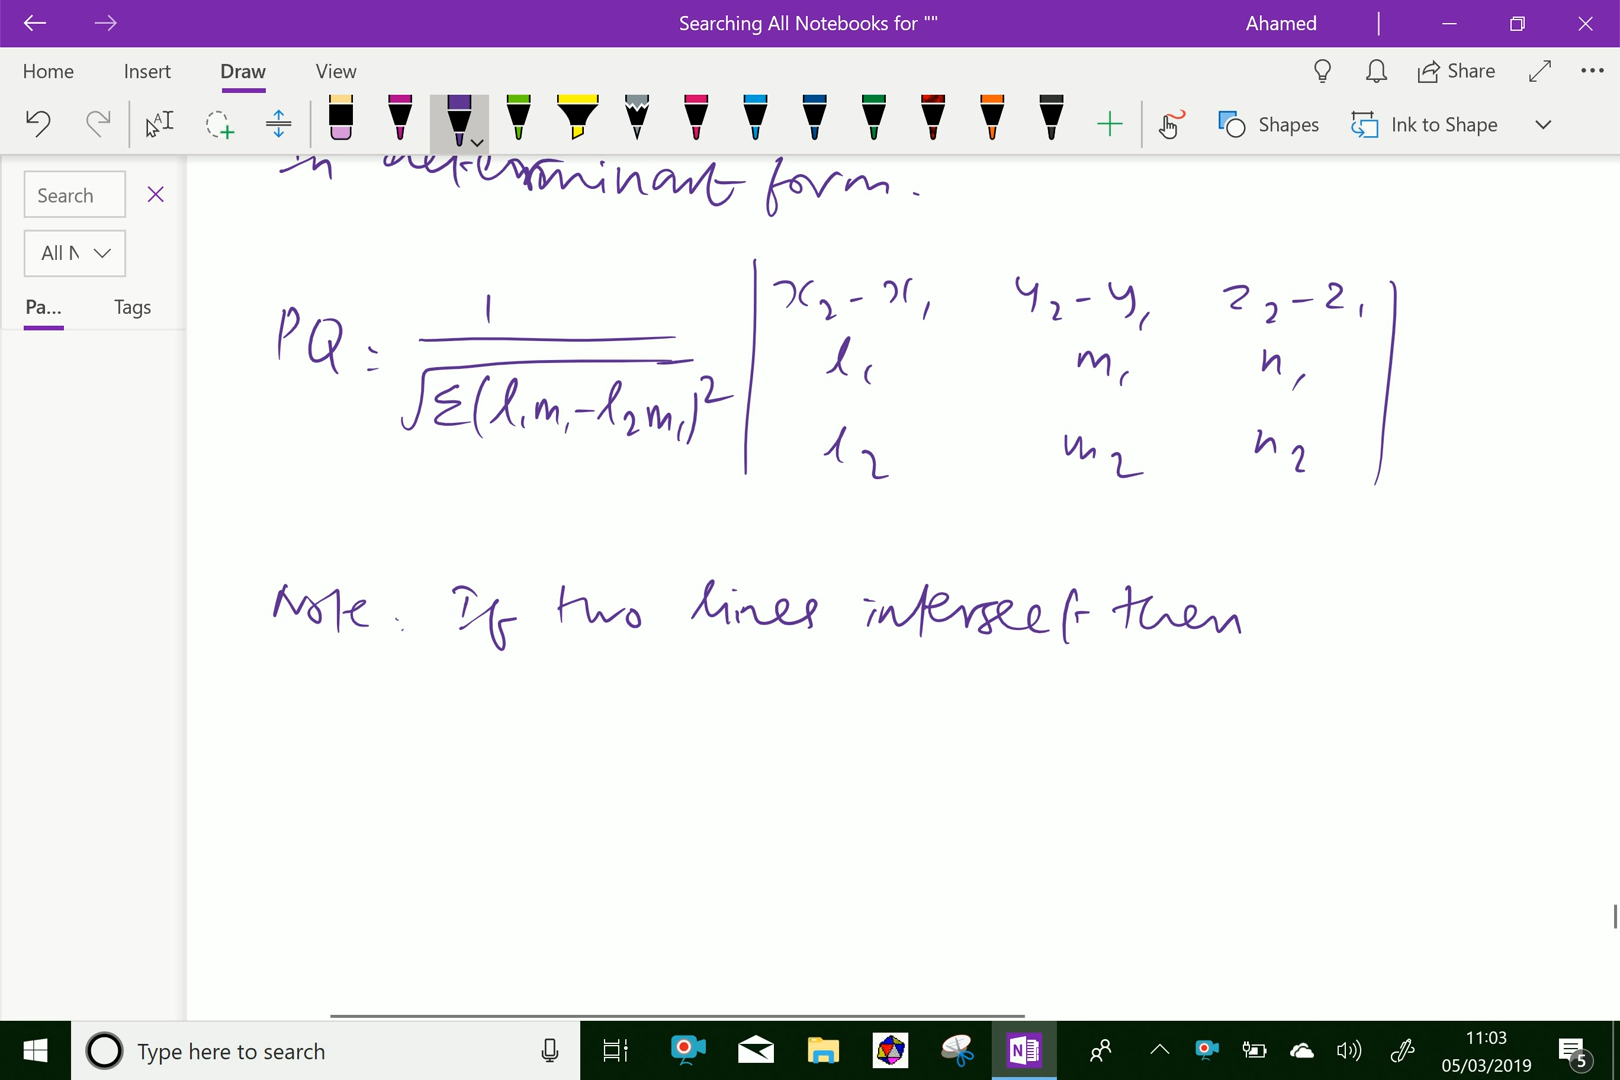 Searching All Notebooks for ""
Ahamed
Home Insert Draw View
Share
Shapes
Ink to Shape
Search
All N
Pa... Tags
in determinant form.
PQ = 1/√Σ(l₁m₁-l₂m₁)² | x₂-x₁ y₂-y₁ z₂-z₁
l₁ m₁ n₁
l₂ m₂ n₂ |
Note: If two lines intersect then
Type here to search
N
11:03
05/03/2019
5